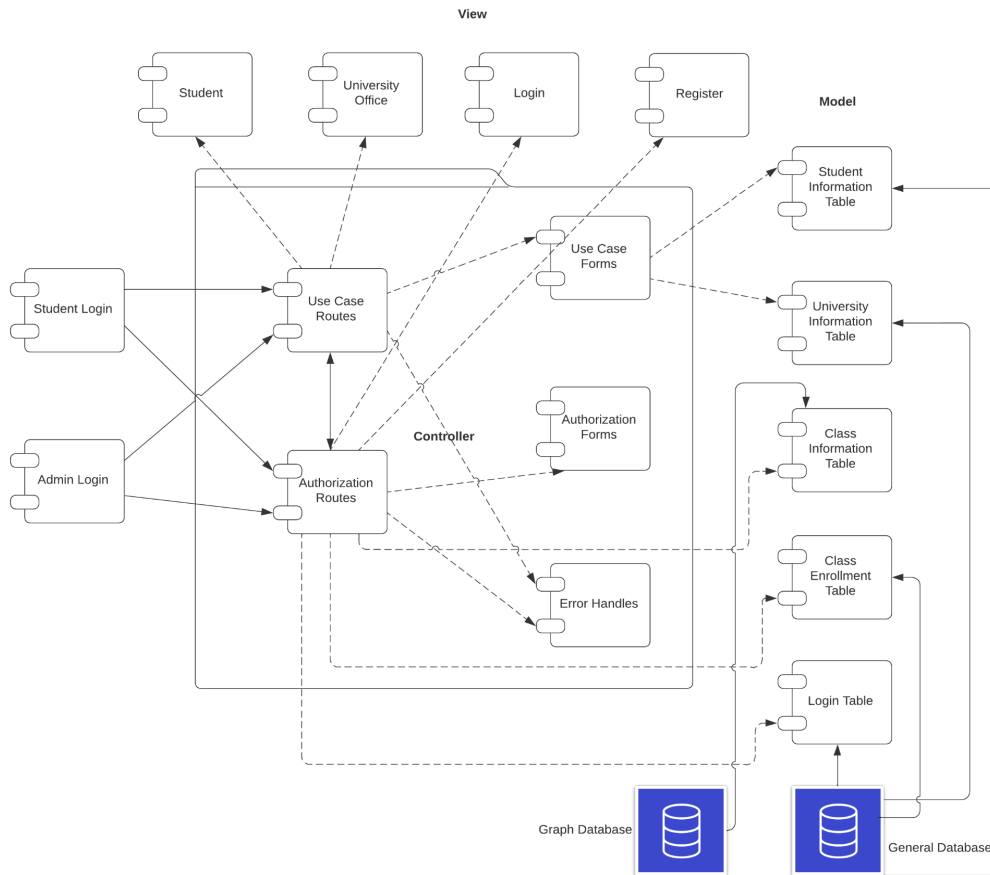 View
Student
University
Office
Login
Register
Model
Student
Information
Table
Use Case
Forms
Student Login
Use Case
Routes
University
Information
Table
Authorization
Forms
Controller
Class
Information
Table
Admin Login
Authorization
Routes
Class
Enrollment
Table
Error Handles
Login Table
Graph Database
General Database